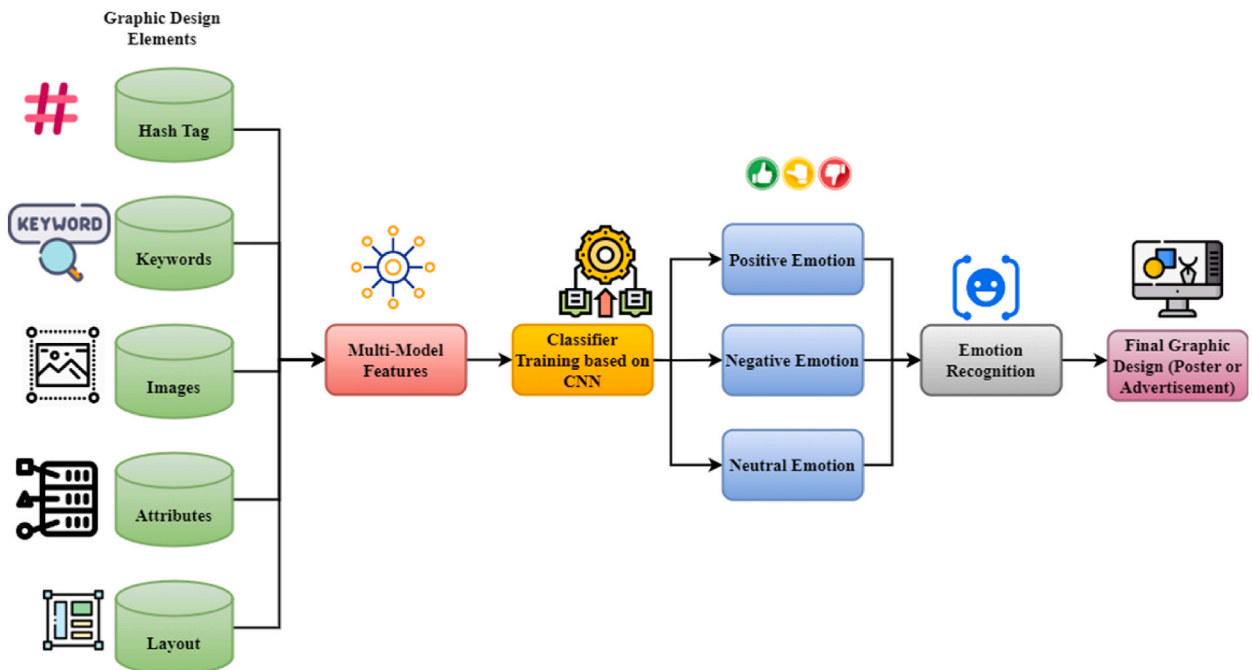 Graphic Design
Elements
Hash Tag
KEYWORD
Keywords
Images
Attributes
Layout
Multi-Model
Features
Classifier
Training based on
CNN
Positive Emotion
Negative Emotion
Neutral Emotion
Emotion
Recognition
Final Graphic
Design (Poster or
Advertisement)